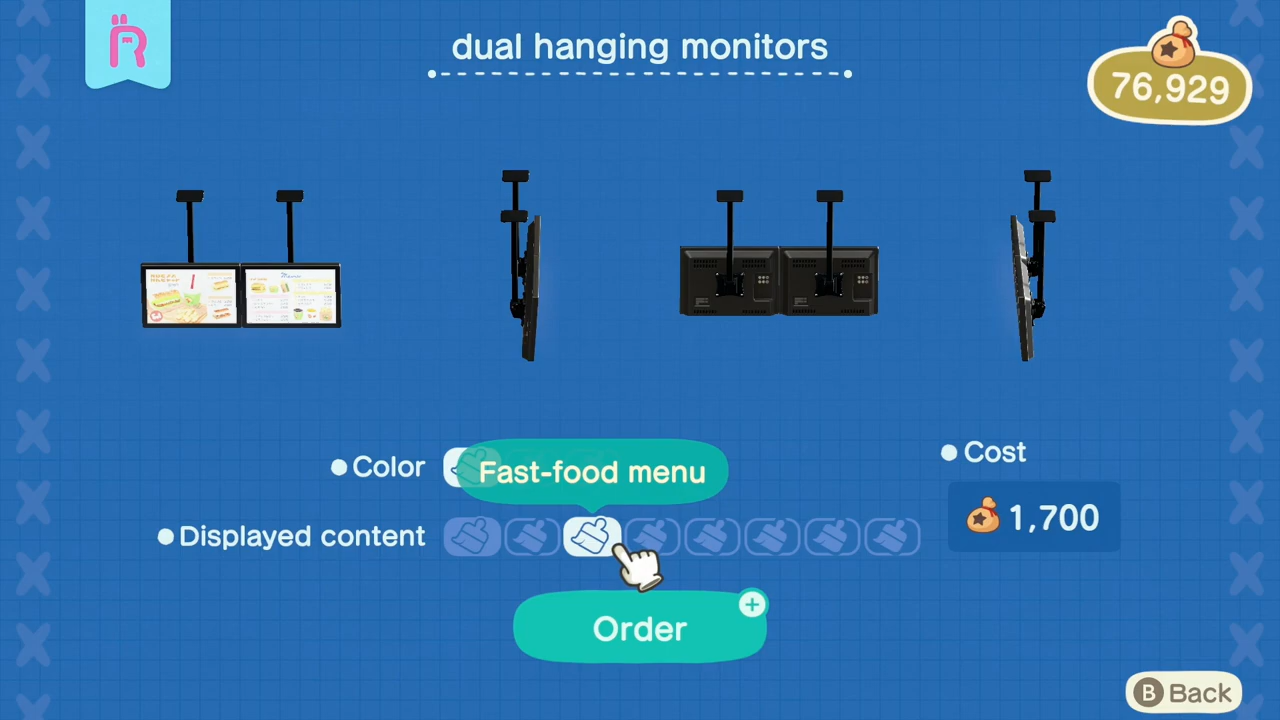 dual hanging monitors
76,929
Color
Fast-food menu
Cost
1,700
Displayed content
Order
B Back